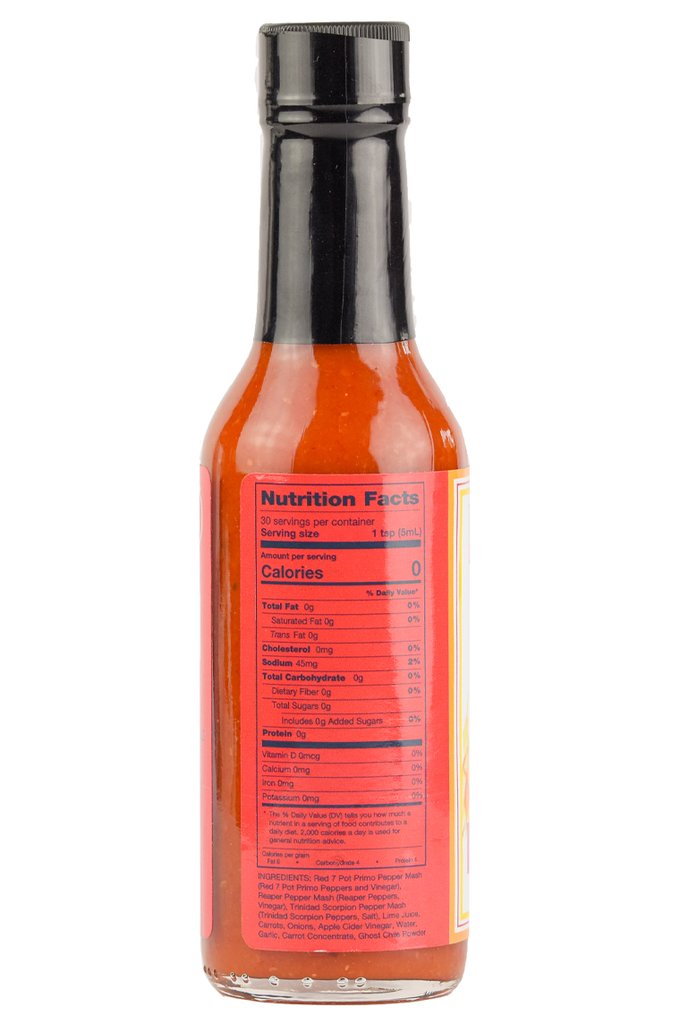 Nutrition Facts
30 servings per container
Serving size 1 tsp (5mL)
Amount per serving
Calories 0
% Daily Value*
Total Fat 0g 0%
Saturated Fat 0g 0%
Trans Fat 0g
Cholesterol 0mg 0%
Sodium 45mg 2%
Total Carbohydrate 0g 0%
Dietary Fiber 0g 0%
Total Sugars 0g
Includes 0g Added Sugars 0%
Protein 0g
Vitamin D 0mcg 0%
Calcium 0mg 0%
Iron 0mg 0%
Potassium 0mg 0%
* The % Daily Value (DV) tells you how much a
nutrient in a serving of food contributes to a
daily diet. 2,000 calories a day is used for
general nutrition advice.
Calories per gram
Fat • Carbohydrate 4 • Protein
INGREDIENTS: Red 7 Pot Primo Pepper Mash
(Red 7 Pot Primo Peppers and Vinegar),
Reaper Pepper Mash (Reaper Peppers,
Vinegar), Trinidad Scorpion Pepper Mash
(Trinidad Scorpion Peppers, Salt), Lime Juice,
Carrots, Onions, Apple Cider Vinegar, Water,
Garlic, Carrot Concentrate, Ghost Chile Powder